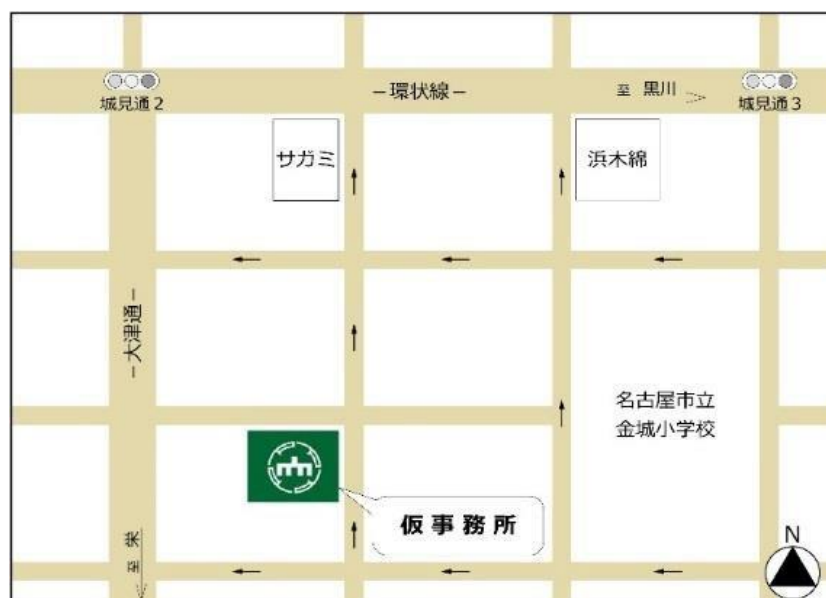 城見通2
－環状線－
至 黒川
城見通3
サガミ
浜木綿
－大津通－
名古屋市立
金城小学校
仮事務所
至 栄
N